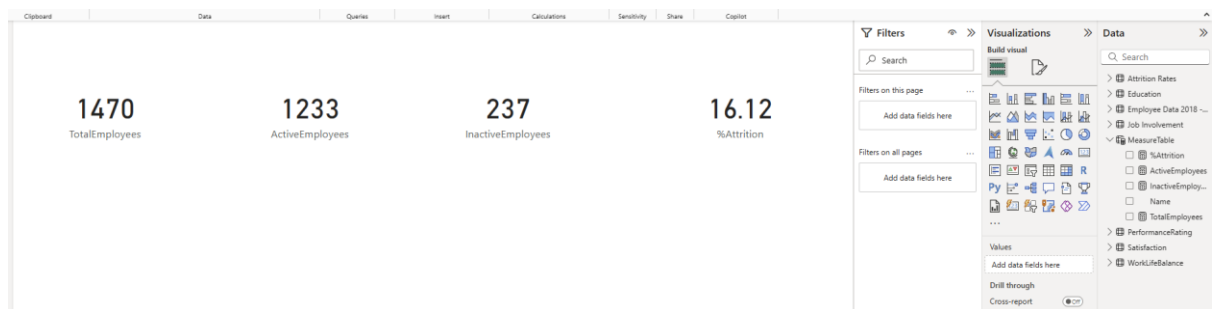 Clipboard Data Queries Insert Calculations Sensitivity Share Copilot
1470
TotalEmployees
1233
ActiveEmployees
237
InactiveEmployees
16.12
%Attrition
Filters
Search
Filters on this page ...
Add data fields here
Filters on all pages ...
Add data fields here
Visualizations
Build visual
R
Py
...
Values
Add data fields here
Drill through
Cross-report
Off
Data
Search
Attrition Rates
Education
Employee Data 2018 -...
Job Involvement
MeasureTable
%Attrition
ActiveEmployees
InactiveEmploy...
Name
TotalEmployees
PerformanceRating
Satisfaction
WorkLifeBalance